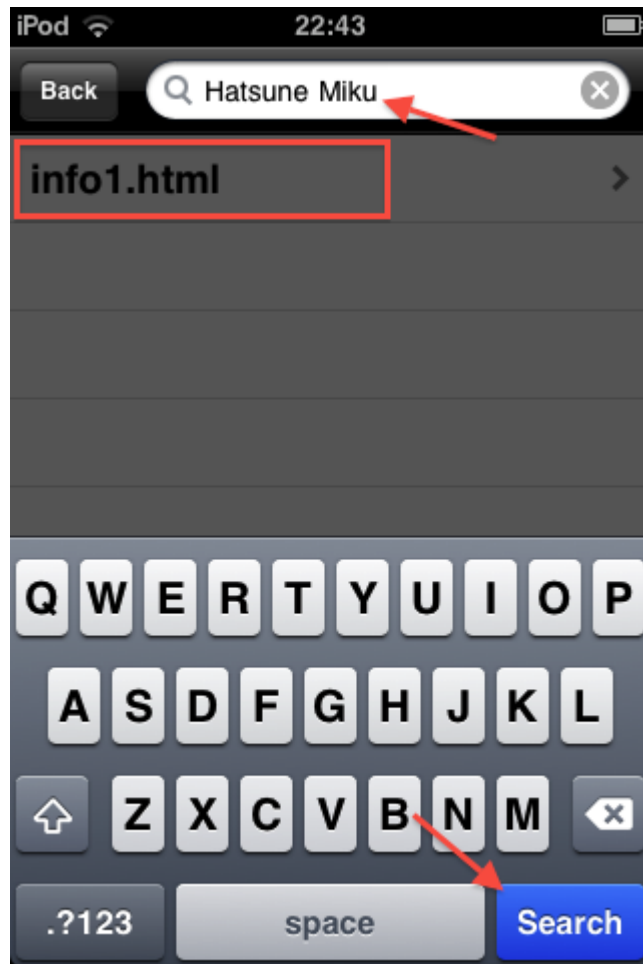 iPod 22:43
Back Hatsune Miku
info1.html
Q W E R T Y U I O P
A S D F G H J K L
Z X C V B N M
.?123 space Search